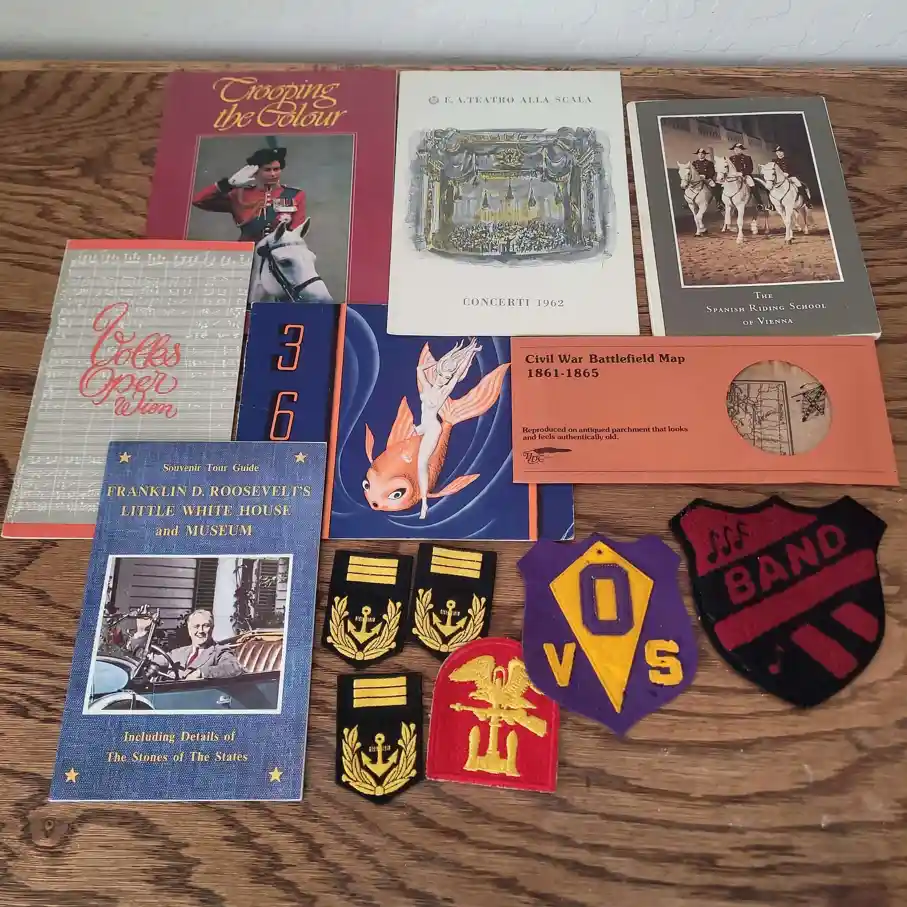 Trooping
the Colour
E. A. TEATRO ALLA SCALA
CONCERTI 1962
THE
SPANISH RIDING SCHOOL
OF VIENNA
Volks
Oper
Wien
3
6
Civil War Battlefield Map
1861-1865
Reproduced on antiqued parchment that looks
and feels authentically old.
Souvenir Tour Guide
FRANKLIN D. ROOSEVELT'S
LITTLE WHITE HOUSE
and MUSEUM
Including Details of
The Stones of The States
O
V S
BAND